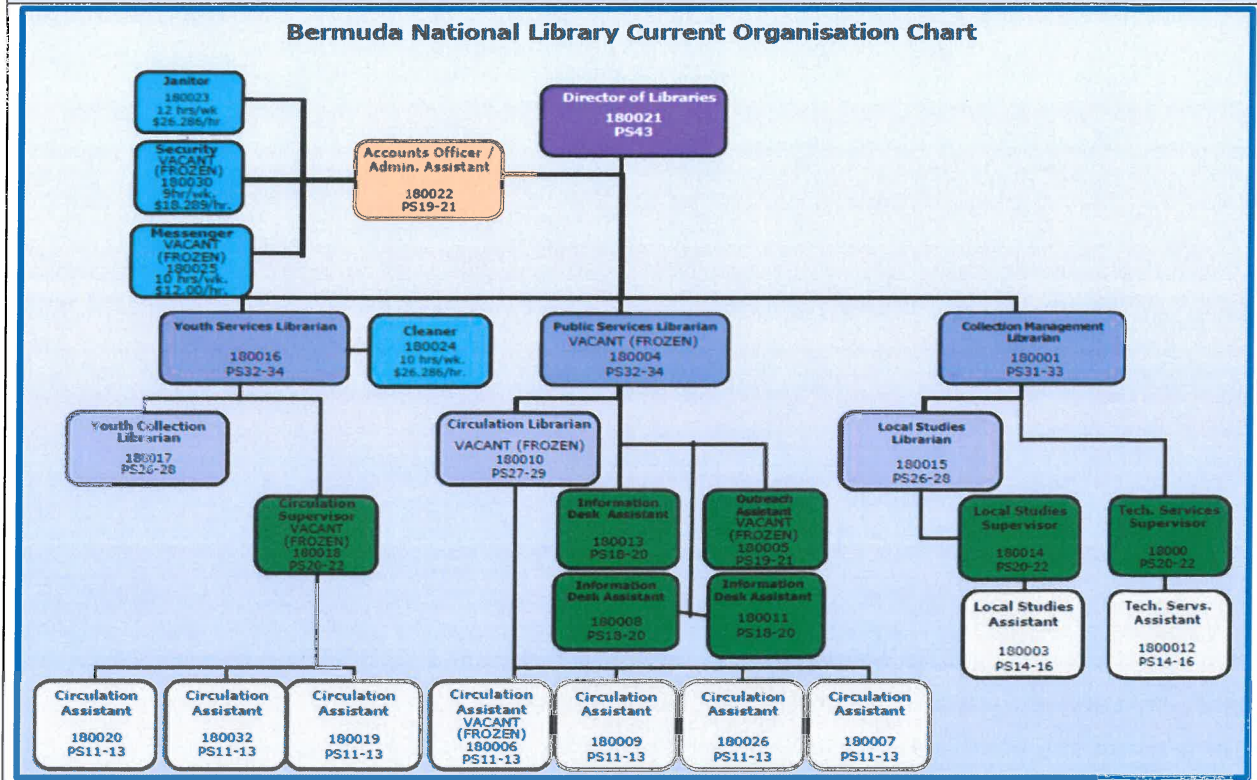 Bermuda National Library Current Organisation Chart
Janitor
180023
12 hrs/wk
$26.286/hr.
Security
VACANT
(FROZEN)
180030
9hr/wk.
$18.289/hr.
Messenger
VACANT
(FROZEN)
180025
10 hrs/wk.
$12.00/hr.
Accounts Officer /
Admin. Assistant
180022
PS19-21
Director of Libraries
180021
PS43
Youth Services Librarian
180016
PS32-34
Cleaner
180024
10 hrs/wk.
$26.286/hr.
Public Services Librarian
VACANT (FROZEN)
180004
PS32-34
Collection Management
Librarian
180001
PS31-33
Youth Collection
Librarian
180017
PS26-28
Circulation Librarian
VACANT (FROZEN)
180010
PS27-29
Local Studies
Librarian
180015
PS26-28
Circulation
Supervisor
VACANT
(FROZEN)
180018
PS20-22
Information
Desk Assistant
180013
PS18-20
Outreach
Assistant
VACANT
(FROZEN)
180005
PS19-21
Local Studies
Supervisor
180014
PS20-22
Tech. Services
Supervisor
18000
PS20-22
Information
Desk Assistant
180008
PS18-20
Information
Desk Assistant
180011
PS18-20
Local Studies
Assistant
180003
PS14-16
Tech. Servs.
Assistant
1800012
PS14-16
Circulation
Assistant
180020
PS11-13
Circulation
Assistant
180032
PS11-13
Circulation
Assistant
180019
PS11-13
Circulation
Assistant
VACANT
(FROZEN)
180006
PS11-13
Circulation
Assistant
180009
PS11-13
Circulation
Assistant
180026
PS11-13
Circulation
Assistant
180007
PS11-13